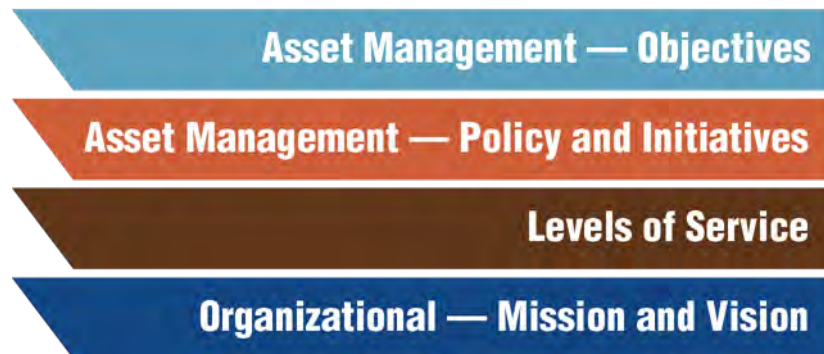 Asset Management — Objectives
Asset Management — Policy and Initiatives
Levels of Service
Organizational — Mission and Vision